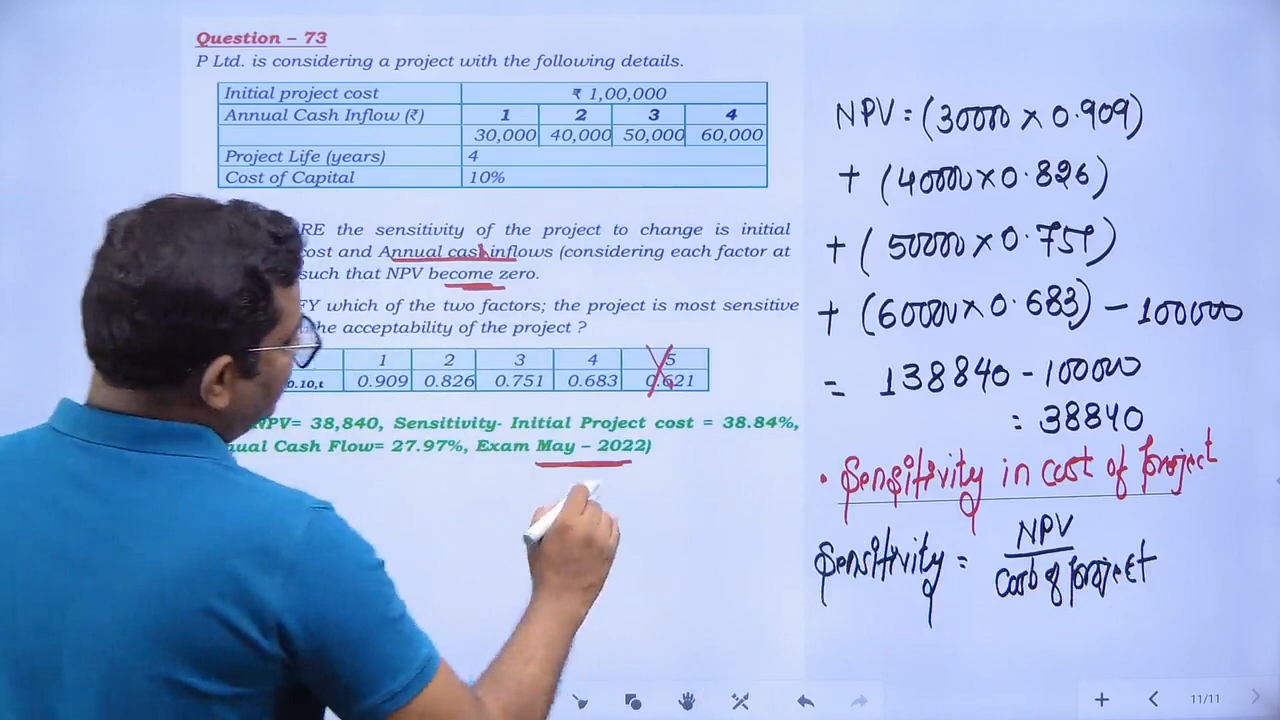 Question – 73
P Ltd. is considering a project with the following details.
Initial project cost ₹ 1,00,000
Annual Cash Inflow (₹) 1 2 3 4
30,000 40,000 50,000 60,000
Project Life (years) 4
Cost of Capital 10%
RE the sensitivity of the project to change is initial
cost and Annual cash inflows (considering each factor at
such that NPV become zero.
FY which of the two factors; the project is most sensitive
the acceptability of the project ?
1 2 3 4 5
0.10,t 0.909 0.826 0.751 0.683 0.621
NPV= 38,840, Sensitivity- Initial Project cost = 38.84%,
ual Cash Flow= 27.97%, Exam May – 2022)
NPV = (30000 × 0.909)
+ (40000 × 0.826)
+ (50000 × 0.751)
+ (60000 × 0.683) – 100000
= 138840 – 100000
= 38840
• Sensitivity in cost of project
Sensitivity = NPV
cost of project
11/11